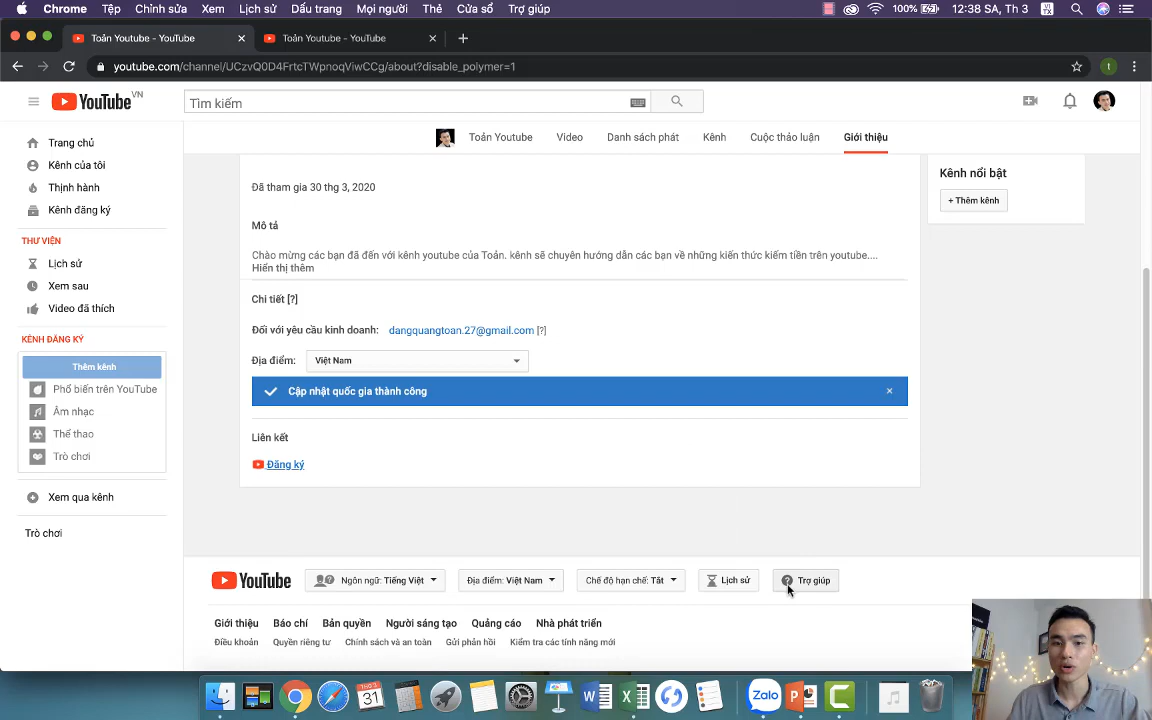 Chrome Tệp Chỉnh sửa Xem Lịch sử Dấu trang Mọi người Thẻ Cửa sổ Trợ giúp 100% 12:38 SA, Th 3
Toản Youtube - YouTube Toản Youtube - YouTube
youtube.com/channel/UCzvQ0D4FrtcTWpnoqViwCCg/about?disable_polymer=1 t
YouTube VN Tìm kiếm
Toản Youtube Video Danh sách phát Kênh Cuộc thảo luận Giới thiệu
Trang chủ
Kênh của tôi
Thịnh hành
Kênh đăng ký
THƯ VIỆN
Lịch sử
Xem sau
Video đã thích
KÊNH ĐĂNG KÝ
Thêm kênh
Phổ biến trên YouTube
Âm nhạc
Thể thao
Trò chơi
Xem qua kênh
Trò chơi
Đã tham gia 30 thg 3, 2020
Mô tả
Chào mừng các bạn đã đến với kênh youtube của Toản. kênh sẽ chuyên hướng dẫn các bạn về những kiến thức kiếm tiền trên youtube....
Hiển thị thêm
Chi tiết [?]
Đối với yêu cầu kinh doanh: dangquangtoan.27@gmail.com [?]
Địa điểm: Việt Nam
Cập nhật quốc gia thành công
Liên kết
Đăng ký
Kênh nổi bật
+ Thêm kênh
YouTube Ngôn ngữ: Tiếng Việt Địa điểm: Việt Nam Chế độ hạn chế: Tắt Lịch sử Trợ giúp
Giới thiệu Báo chí Bản quyền Người sáng tạo Quảng cáo Nhà phát triển
Điều khoản Quyền riêng tư Chính sách và an toàn Gửi phản hồi Kiểm tra các tính năng mới
Zalo